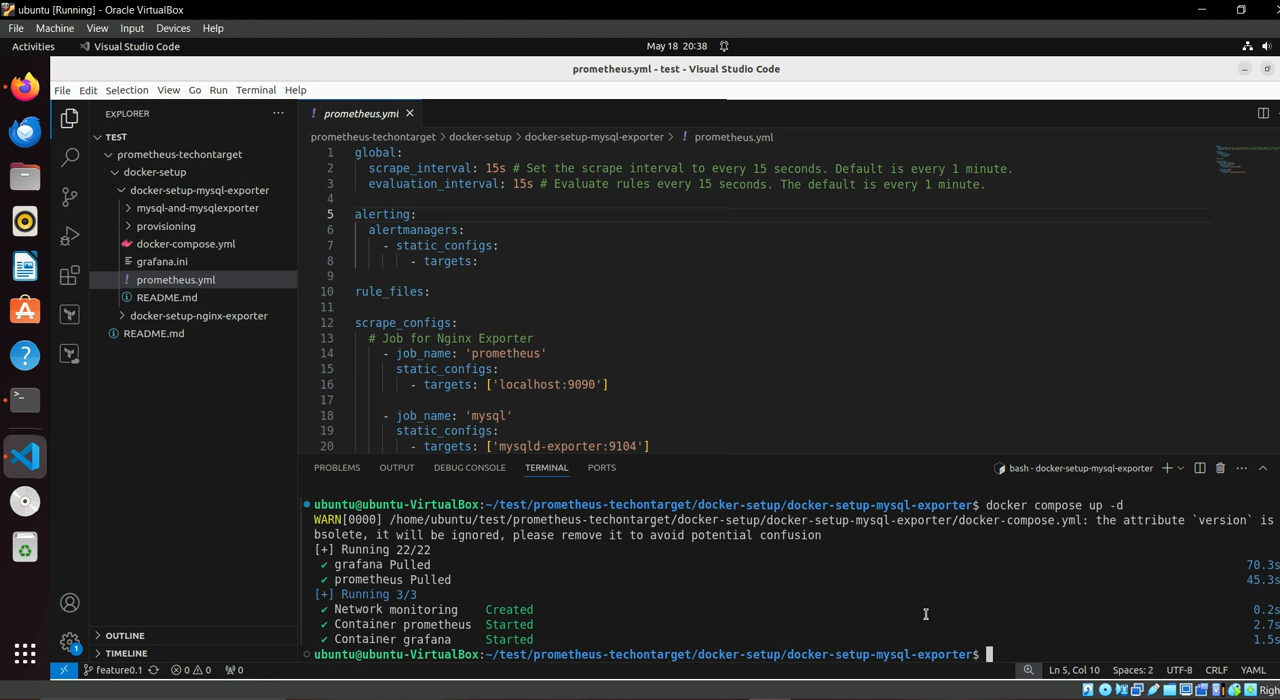 ubuntu [Running] - Oracle VirtualBox
File Machine View Input Devices Help
Activities Visual Studio Code May 18 20:38
prometheus.yml - test - Visual Studio Code
File Edit Selection View Go Run Terminal Help
EXPLORER
TEST
prometheus-techontarget
docker-setup
docker-setup-mysql-exporter
mysql-and-mysqlexporter
provisioning
docker-compose.yml
grafana.ini
prometheus.yml
README.md
docker-setup-nginx-exporter
README.md
OUTLINE
TIMELINE
prometheus.yml
prometheus-techontarget > docker-setup > docker-setup-mysql-exporter > ! prometheus.yml
1 global:
2 scrape_interval: 15s # Set the scrape interval to every 15 seconds. Default is every 1 minute.
3 evaluation_interval: 15s # Evaluate rules every 15 seconds. The default is every 1 minute.
4
5 alerting:
6 alertmanagers:
7 - static_configs:
8 - targets:
9
10 rule_files:
11
12 scrape_configs:
13 # Job for Nginx Exporter
14 - job_name: 'prometheus'
15 static_configs:
16 - targets: ['localhost:9090']
17
18 - job_name: 'mysql'
19 static_configs:
20 - targets: ['mysqld-exporter:9104']
PROBLEMS OUTPUT DEBUG CONSOLE TERMINAL PORTS
bash - docker-setup-mysql-exporter
ubuntu@ubuntu-VirtualBox:~/test/prometheus-techontarget/docker-setup/docker-setup-mysql-exporter$ docker compose up -d
WARN[0000] /home/ubuntu/test/prometheus-techontarget/docker-setup/docker-setup-mysql-exporter/docker-compose.yml: the attribute `version` is
bsolete, it will be ignored, please remove it to avoid potential confusion
[+] Running 22/22
✔ grafana Pulled 70.3s
✔ prometheus Pulled 45.3s
[+] Running 3/3
✔ Network monitoring Created 0.2s
✔ Container prometheus Started 2.7s
✔ Container grafana Started 1.5s
ubuntu@ubuntu-VirtualBox:~/test/prometheus-techontarget/docker-setup/docker-setup-mysql-exporter$
feature0.1 0 0 0 Ln 5, Col 10 Spaces: 2 UTF-8 CRLF YAML
Righ